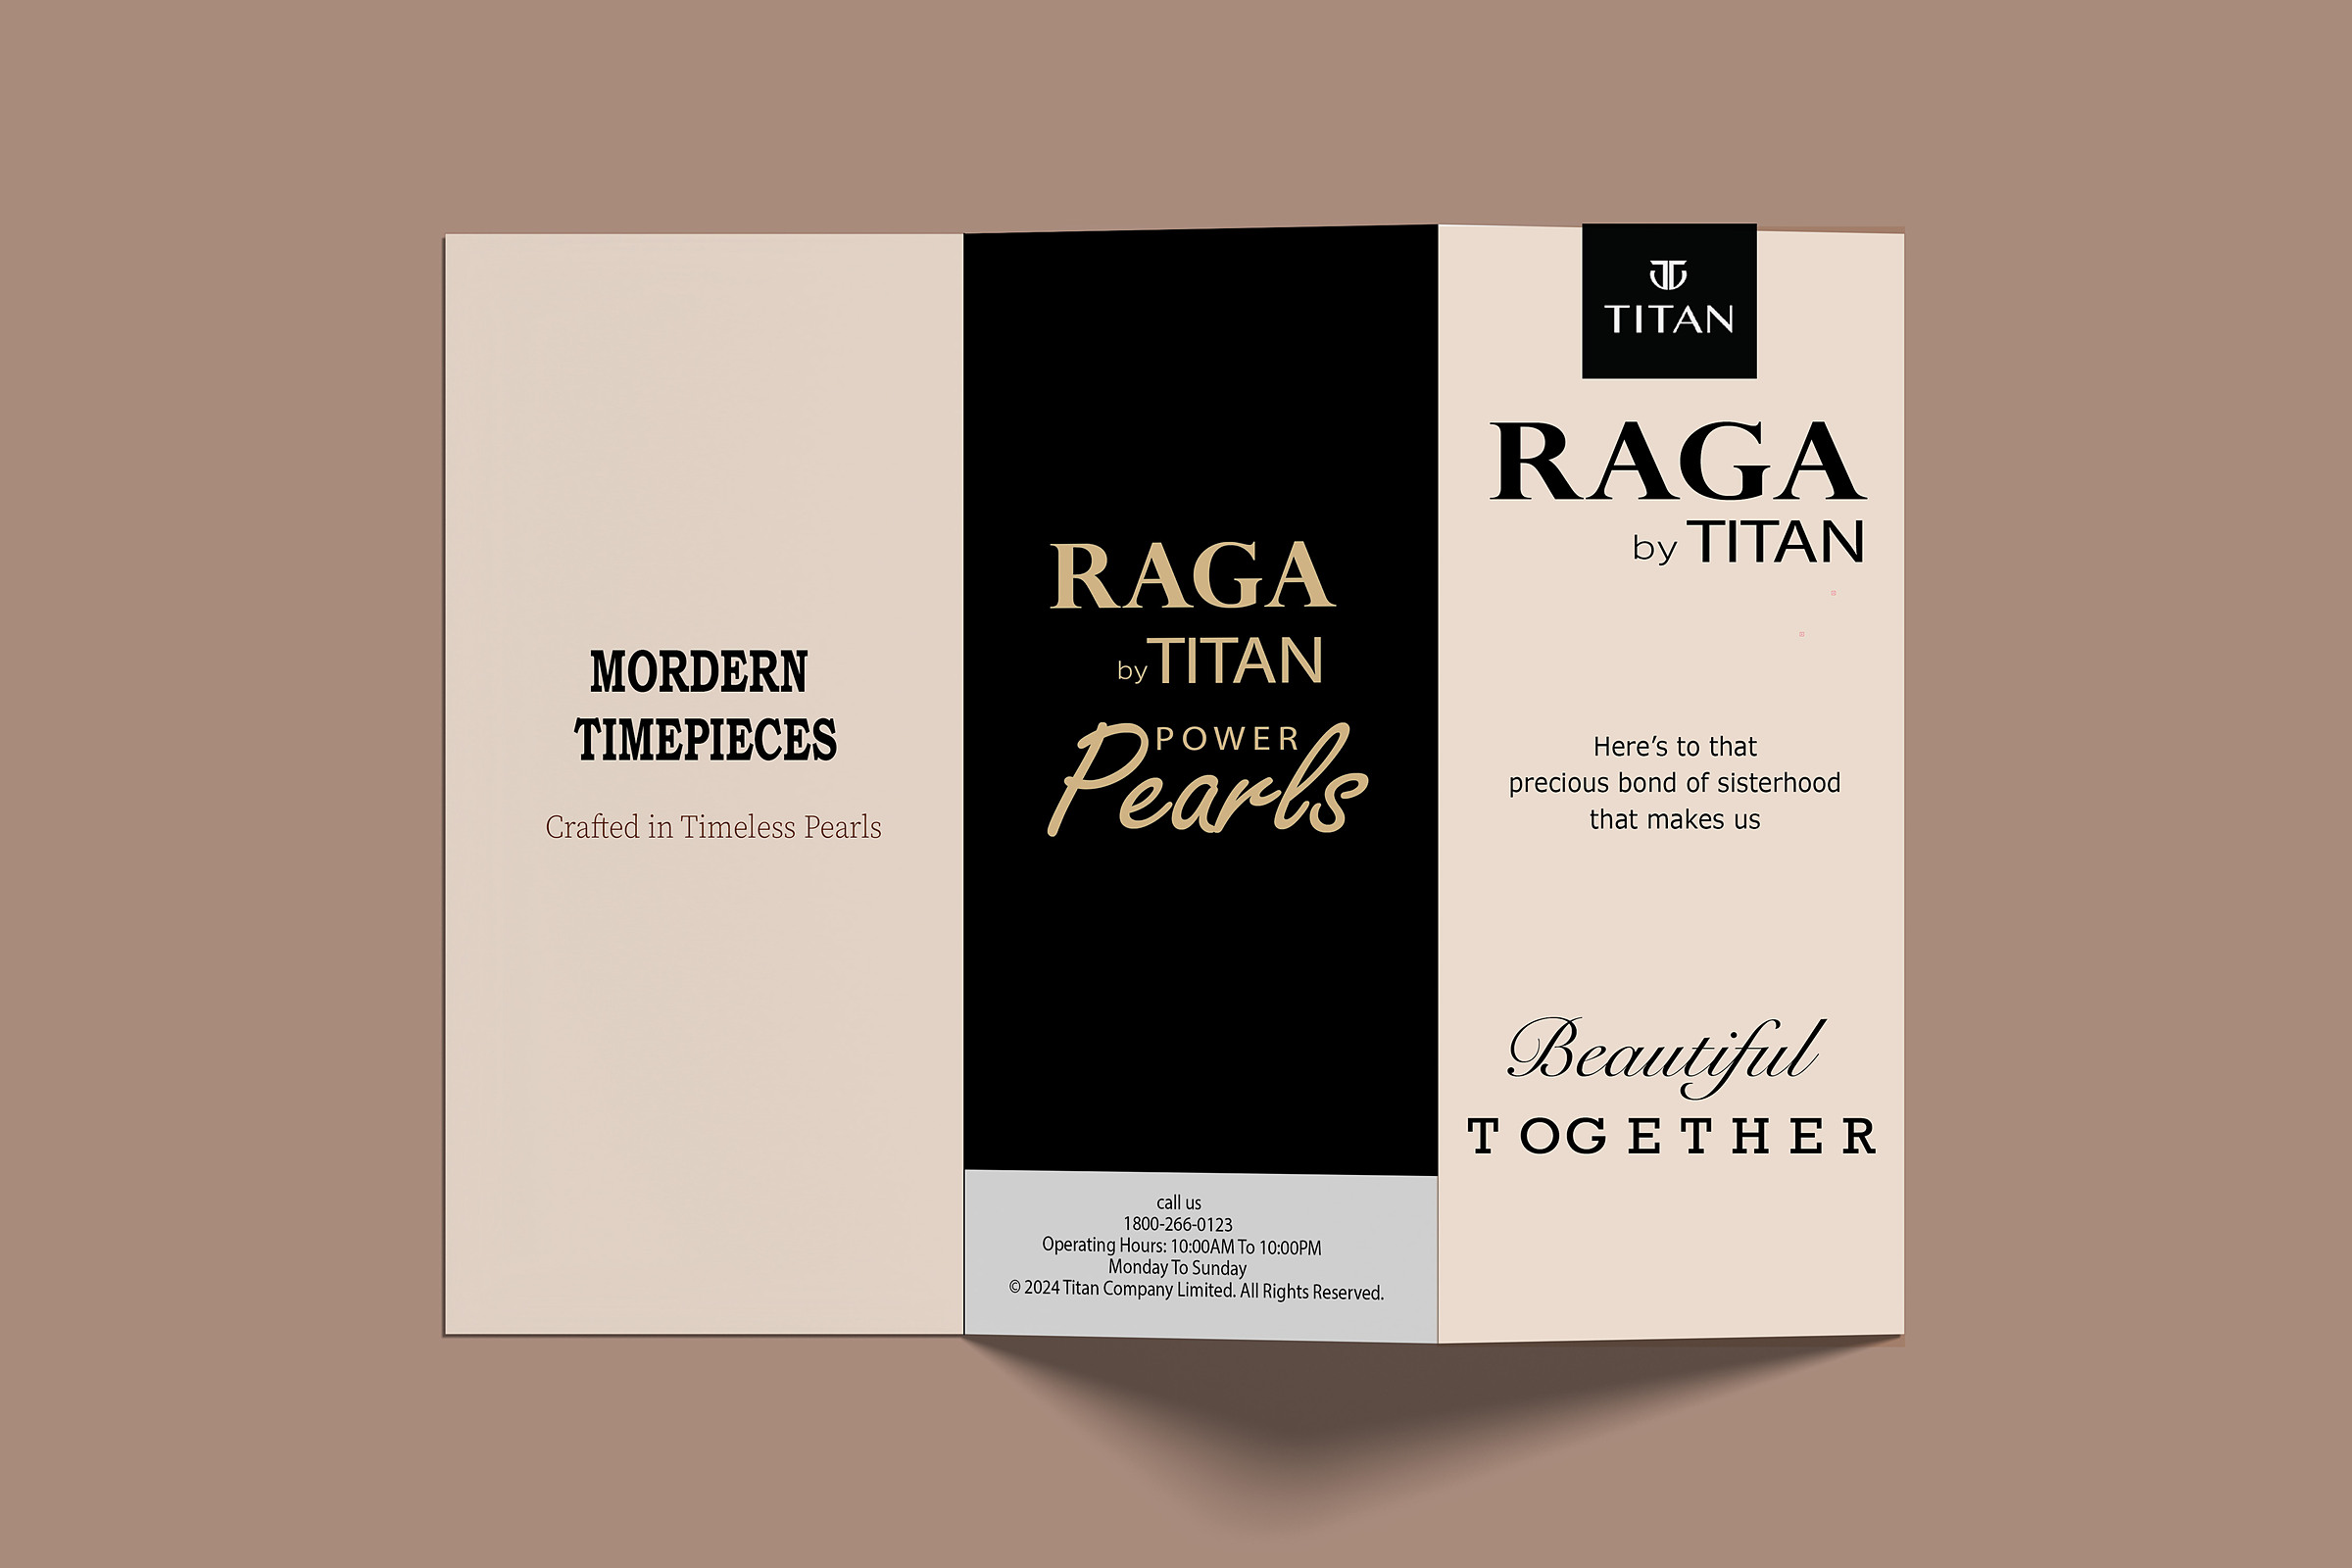 MORDERN
TIMEPIECES
Crafted in Timeless Pearls
RAGA
by TITAN
POWER
Pearls
call us
1800-266-0123
Operating Hours: 10:00AM To 10:00PM
Monday To Sunday
© 2024 Titan Company Limited. All Rights Reserved.
TITAN
RAGA
by TITAN
Here's to that
precious bond of sisterhood
that makes us
Beautiful
TOGETHER